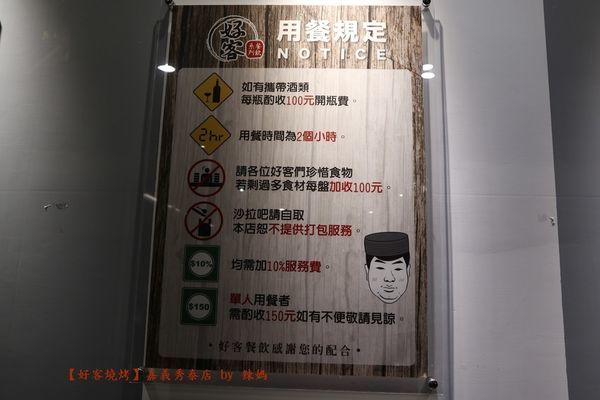 好客
餐飲
系列
用餐規定
NOTICE
如有攜帶酒類
每瓶酌收100元開瓶費。
2hr
用餐時間為2個小時。
請各位好客們珍惜食物
若剩過多食材每盤加收100元。
沙拉吧請自取
本店恕不提供打包服務。
$10%
均需加10%服務費。
$150
單人用餐者
需酌收150元如有不便敬請見諒。
·好客餐飲感謝您的配合·
【好客燒烤】嘉義秀泰店 by 辣媽